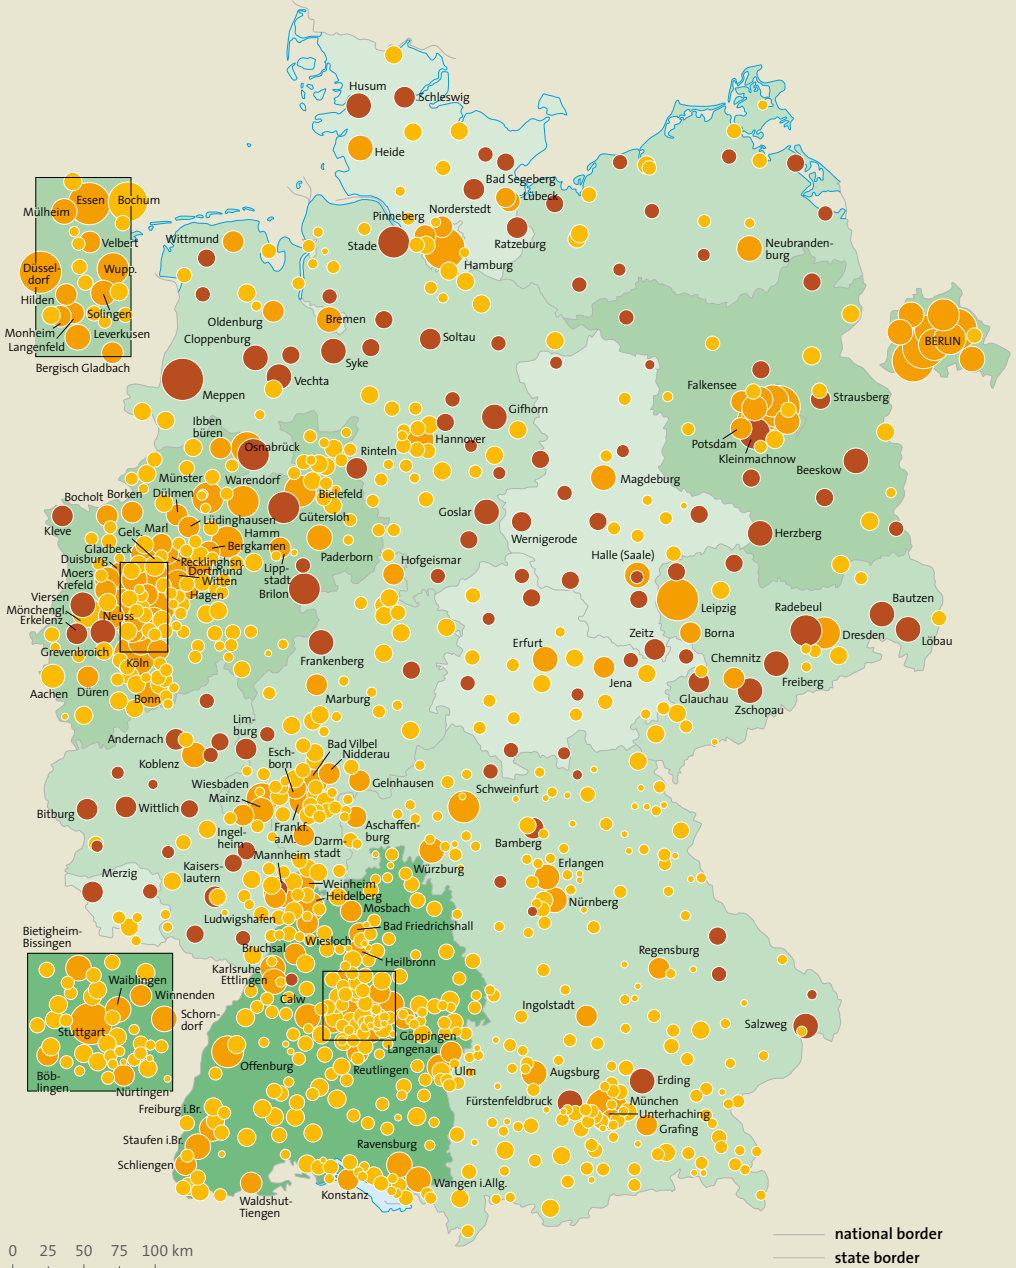 Husum
Schleswig
Heide
Bad Segeberg
Lübeck
Pinneberg
Norderstedt
Ratzeburg
Stade
Hamburg
Wittmund
Neubranden-
burg
Essen
Bochum
Mülheim
Velbert
Düssel-
dorf
Wupp.
Hilden
Solingen
Monheim
Langenfeld
Leverkusen
Bergisch Gladbach
Oldenburg
Bremen
Cloppenburg
Soltau
Syke
Vechta
Meppen
BERLIN
Falkensee
Strausberg
Potsdam
Kleinmachnow
Beeskow
Gifhorn
Ibben
büren
Osnabrück
Hannover
Rinteln
Magdeburg
Münster
Warendorf
Bielefeld
Bocholt
Borken
Dülmen
Gütersloh
Goslar
Wernigerode
Herzberg
Kleve
Gels.
Marl
Lüdinghausen
Hamm
Gladbeck
Bergkamen
Paderborn
Hofgeismar
Halle (Saale)
Duisburg
Recklinghsn.
Dortmund
Lipp-
stadt
Moers
Witten
Krefeld
Hagen
Brilon
Viersen
Mönchengl.
Erkelenz
Neuss
Grevenbroich
Köln
Leipzig
Radebeul
Bautzen
Borna
Dresden
Löbau
Zeitz
Erfurt
Frankenberg
Chemnitz
Freiberg
Jena
Glauchau
Zschopau
Aachen
Düren
Bonn
Marburg
Andernach
Lim-
burg
Koblenz
Esch-
born
Bad Vilbel
Nidderau
Gelnhausen
Wiesbaden
Mainz
Schweinfurt
Bitburg
Wittlich
Ingel-
heim
Frankf.
a.M.
Darm-
stadt
Aschaffen-
burg
Bamberg
Mannheim
Würzburg
Erlangen
Merzig
Kaisers-
lautern
Weinheim
Heidelberg
Mosbach
Nürnberg
Ludwigshafen
Bad Friedrichshall
Wiesloch
Bruchsal
Heilbronn
Regensburg
Bietigheim-
Bissingen
Karlsruhe
Ettlingen
Waiblingen
Winnenden
Calw
Schorn-
dorf
Stuttgart
Ingolstadt
Salzweg
Göppingen
Langenau
Böb-
lingen
Nürtingen
Offenburg
Reutlingen
Ulm
Augsburg
Erding
Fürstenfeldbruck
München
Unterhaching
Grafing
Freiburg i.Br.
Staufen i.Br.
Ravensburg
Schliengen
Konstanz
Wangen i.Allg.
Waldshut-
Tiengen
national border
state border
0 25 50 75 100 km